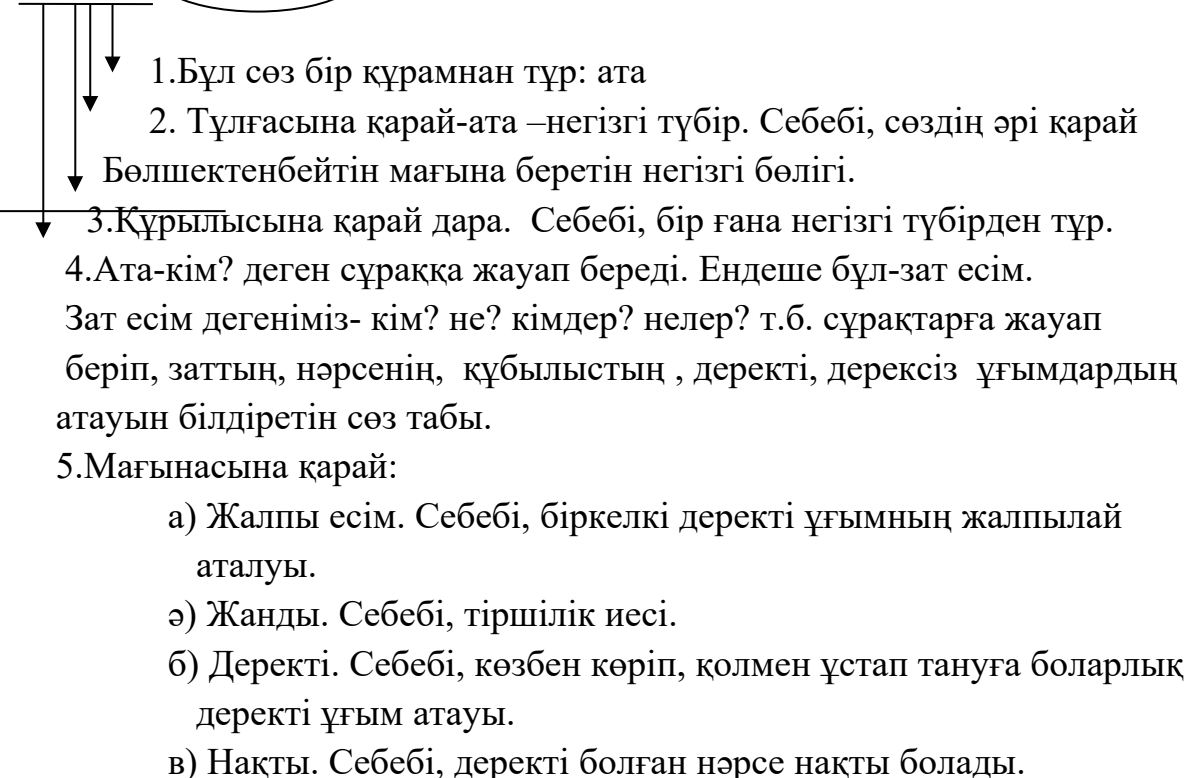 1.Бұл сөз бір құрамнан тұр: ата
2. Тұлғасына қарай-ата –негізгі түбір. Себебі, сөздің әрі қарай
Бөлшектенбейтін мағына беретін негізгі бөлігі.
3.Құрылысына қарай дара.  Себебі, бір ғана негізгі түбірден тұр.
4.Ата-кім? деген сұраққа жауап береді. Ендеше бұл-зат есім.
Зат есім дегеніміз- кім? не? кімдер? нелер? т.б. сұрақтарға жауап
беріп, заттың, нәрсенің,  құбылыстың , деректі, дерексіз  ұғымдардың
атауын білдіретін сөз табы.
5.Мағынасына қарай:
а) Жалпы есім. Себебі, біркелкі деректі ұғымның жалпылай
аталуы.
ә) Жанды. Себебі, тіршілік иесі.
б) Деректі. Себебі, көзбен көріп, қолмен ұстап тануға боларлық
деректі ұғым атауы.
в) Нақты. Себебі, деректі болған нәрсе нақты болады.